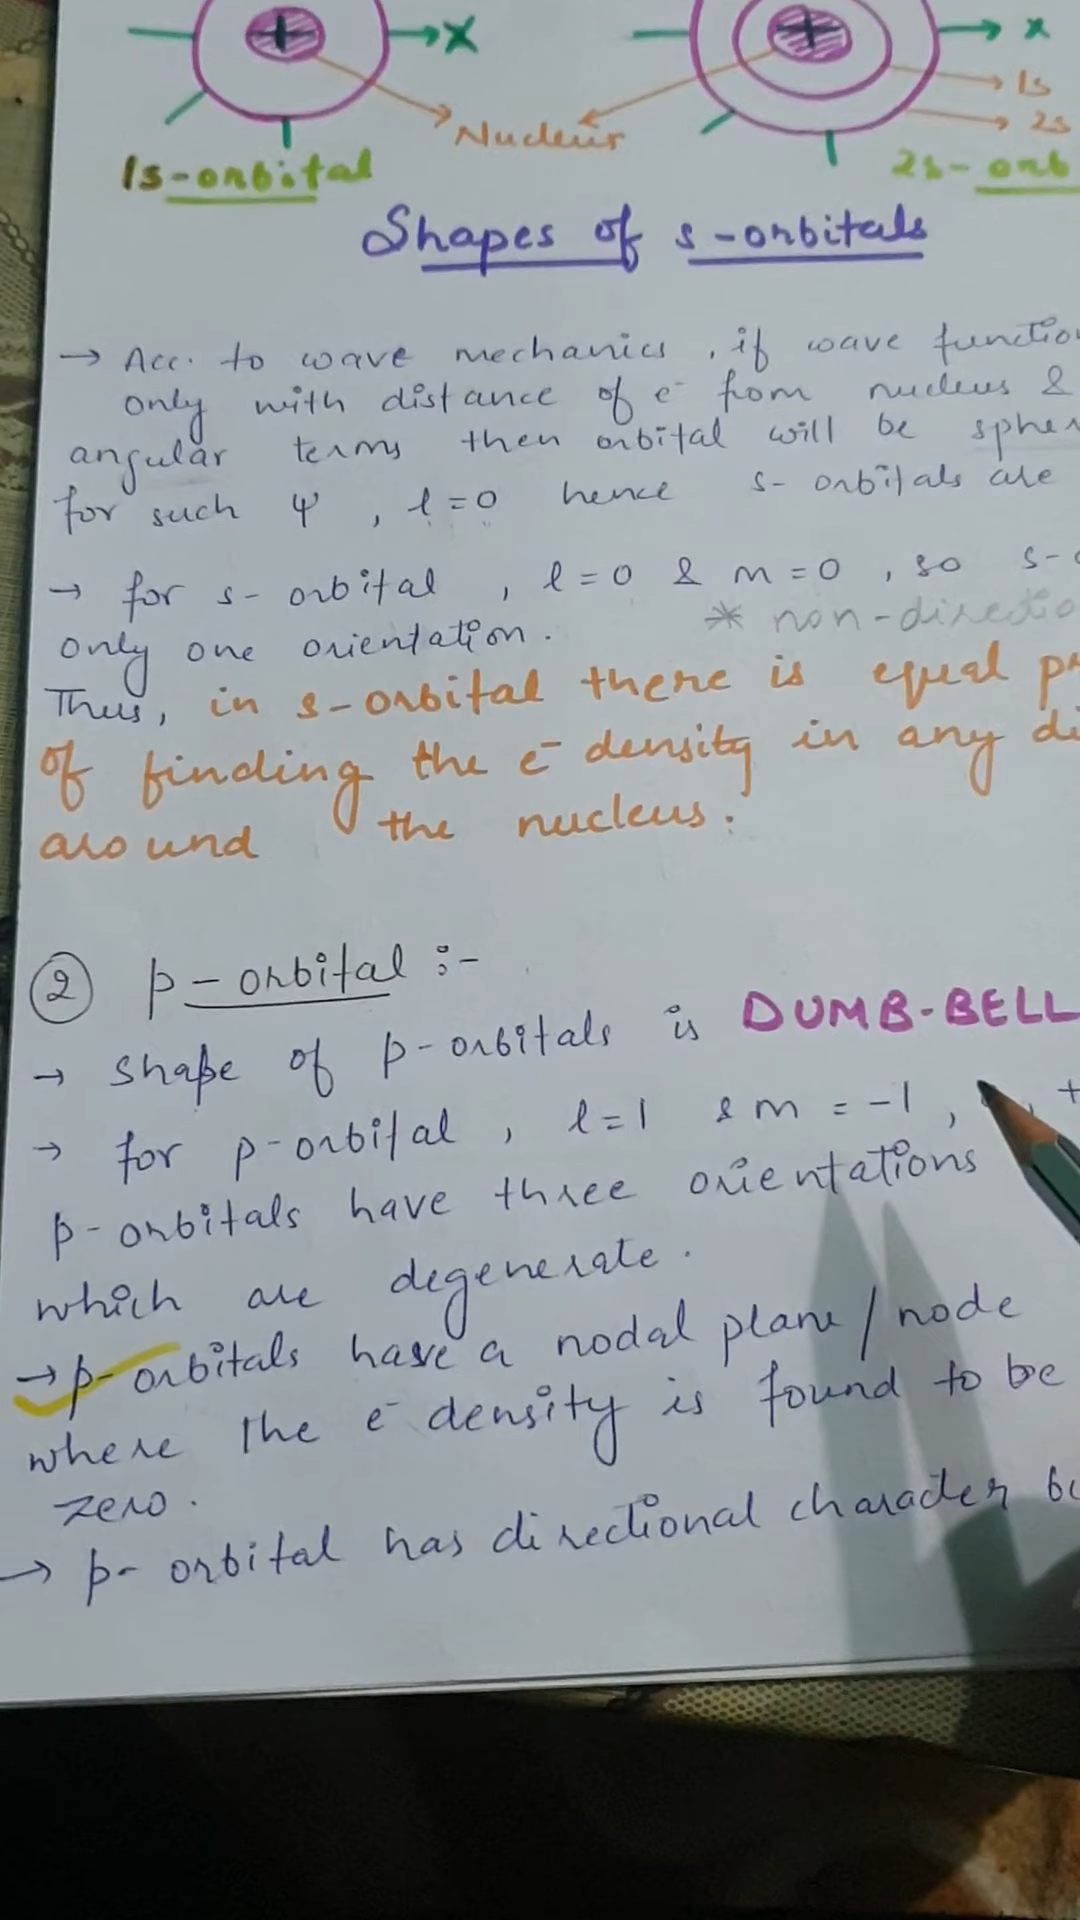 X
x
1s
Nucleus
2s
1s-orbital
2s-orb
Shapes of s-orbitals
→ Acc. to wave mechanics, if wave functio
only with distance of e⁻ from nucleus &
angular terms then orbital will be spher
for such ψ, l=0 hence s-orbitals are
→ for s-orbital, l=0 & m=0, so s-
only one orientation. * non-directio
Thus, in s-orbital there is equal pr
of finding the e⁻ density in any di
around the nucleus.
② p-orbital :-
→ shape of p-orbitals is DUMB-BELL
→ for p-orbital, l=1 & m = -1, +
p-orbitals have three orientations
which are degenerate.
→ p-orbitals have a nodal plane/node
where the e⁻ density is found to be
zero.
→ p-orbital has directional character